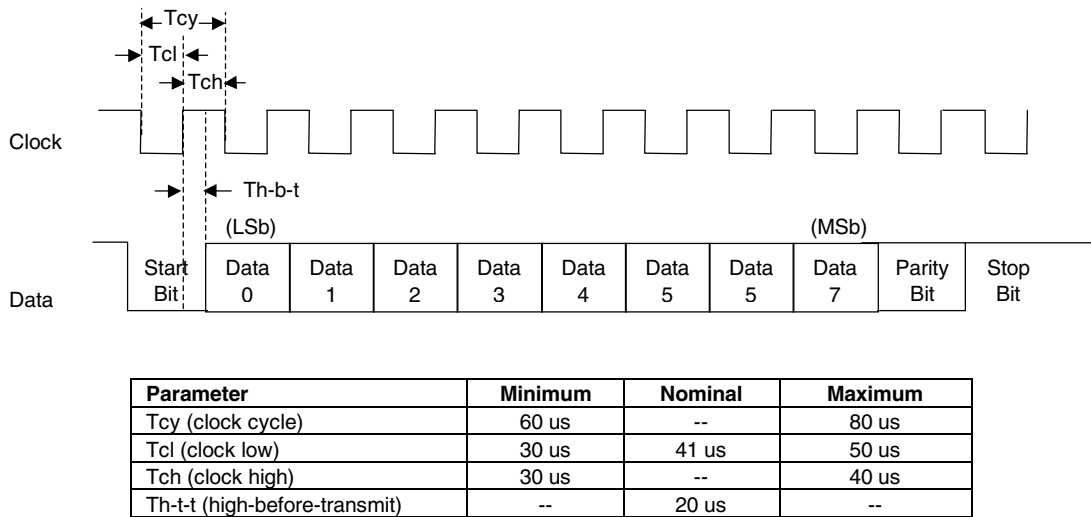 Tcy
Tcl
Tch
Clock
Th-b-t
(LSb) (MSb)
Data
Start Bit
Data 0
Data 1
Data 2
Data 3
Data 4
Data 5
Data 5
Data 7
Parity Bit
Stop Bit
Parameter Minimum Nominal Maximum
Tcy (clock cycle) 60 us -- 80 us
Tcl (clock low) 30 us 41 us 50 us
Tch (clock high) 30 us -- 40 us
Th-t-t (high-before-transmit) -- 20 us --